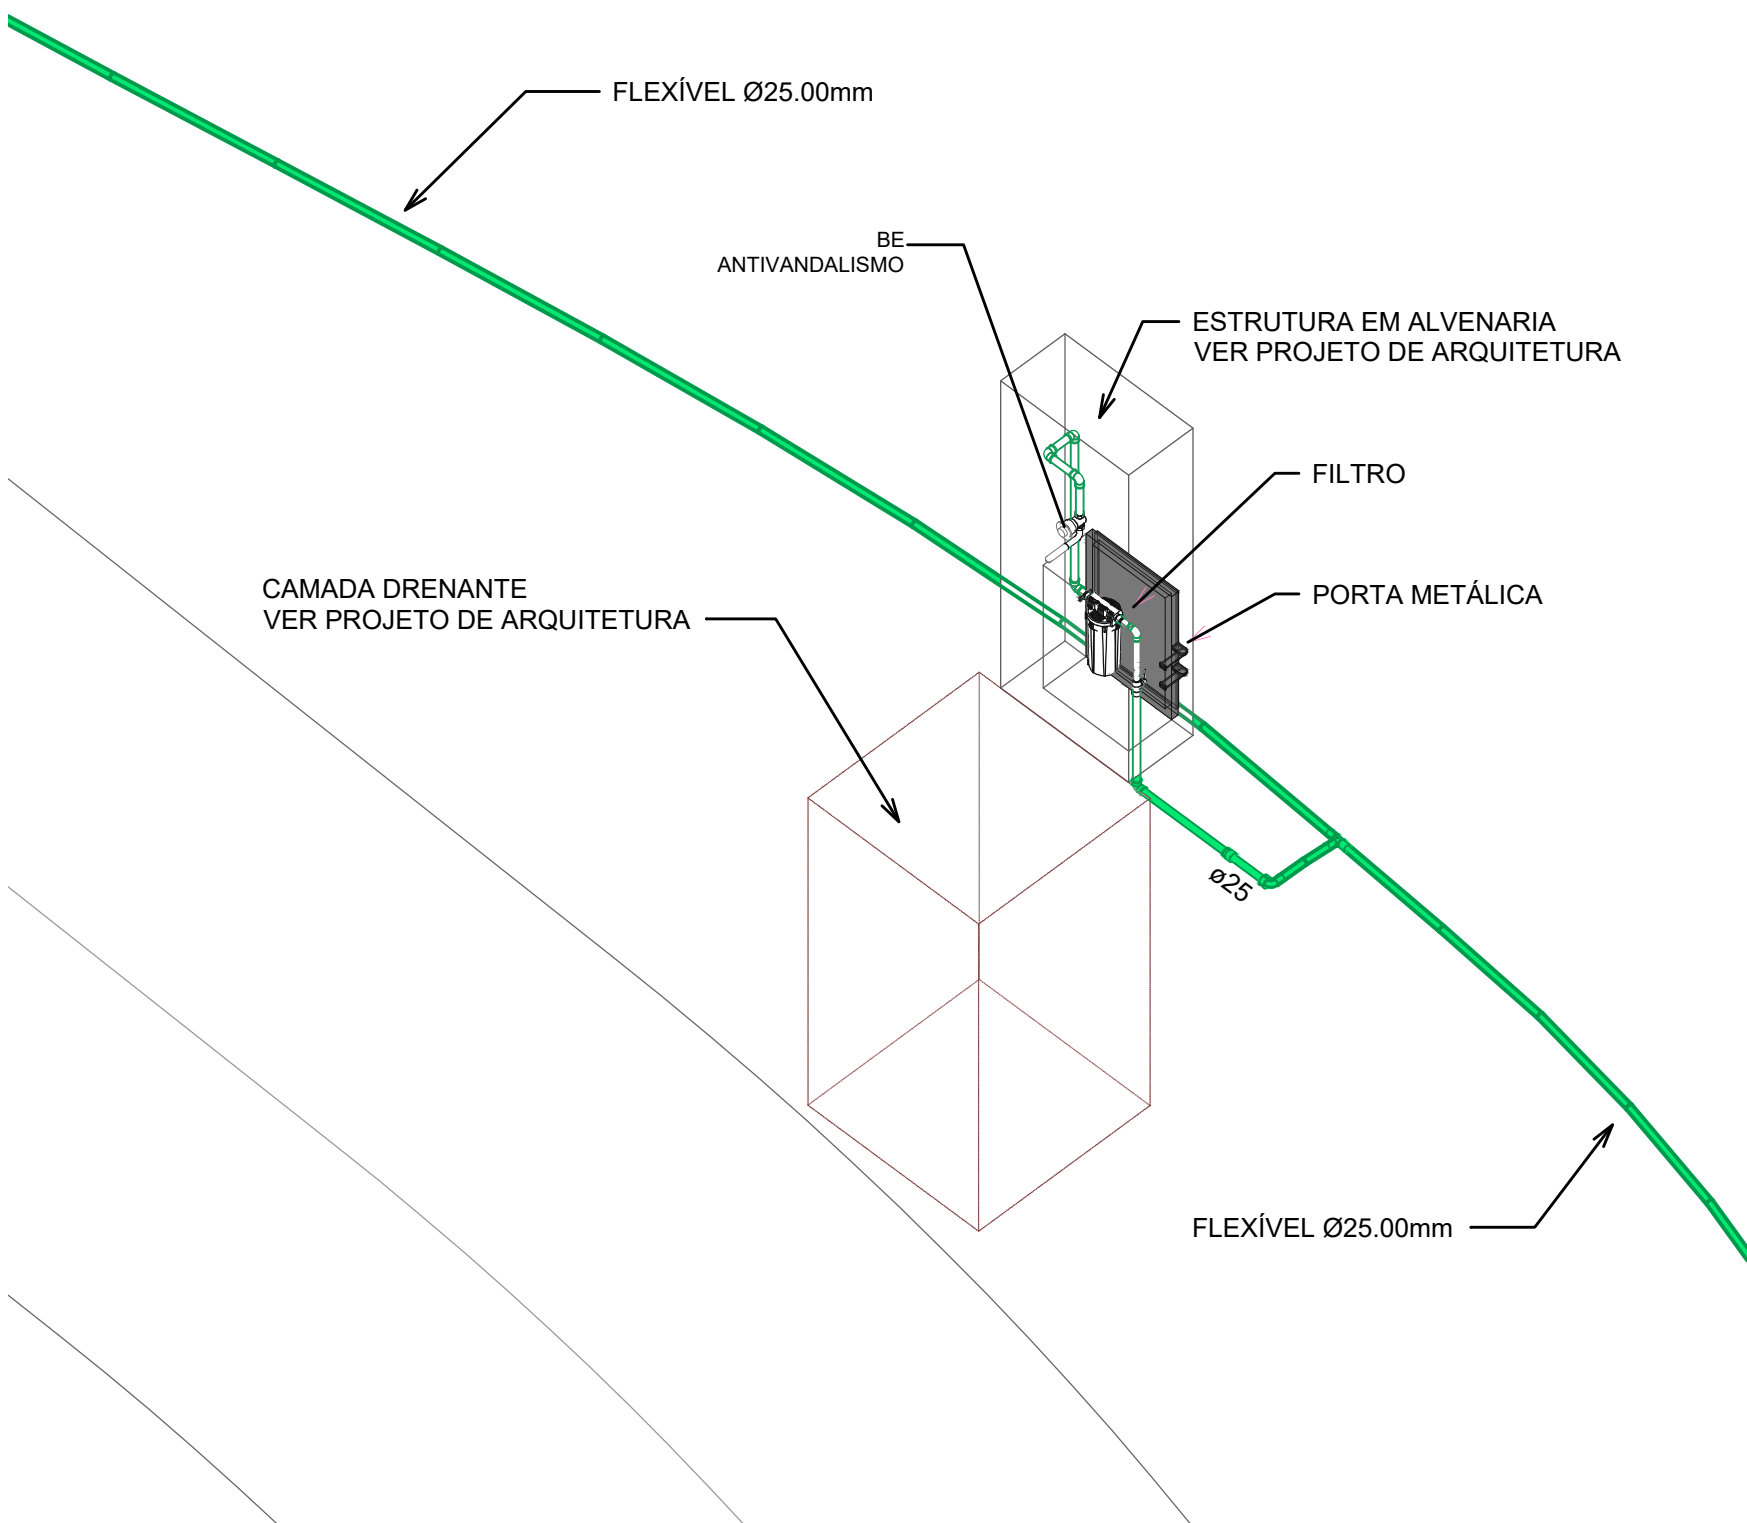 FLEXÍVEL Ø25.00mm
BE
ANTIVANDALISMO
ESTRUTURA EM ALVENARIA
VER PROJETO DE ARQUITETURA
FILTRO
CAMADA DRENANTE
VER PROJETO DE ARQUITETURA
PORTA METÁLICA
ø25
FLEXÍVEL Ø25.00mm